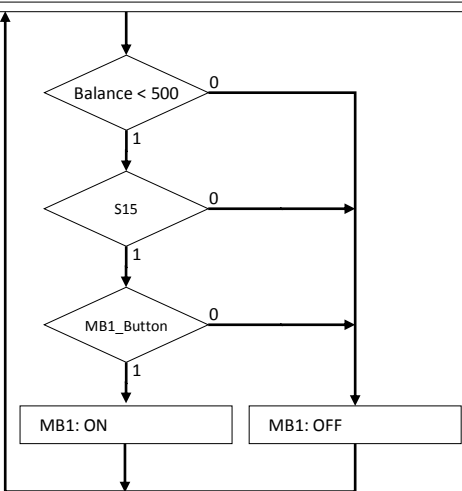 Balance < 500
0
1
S15
0
1
MB1_Button
0
1
MB1: ON
MB1: OFF